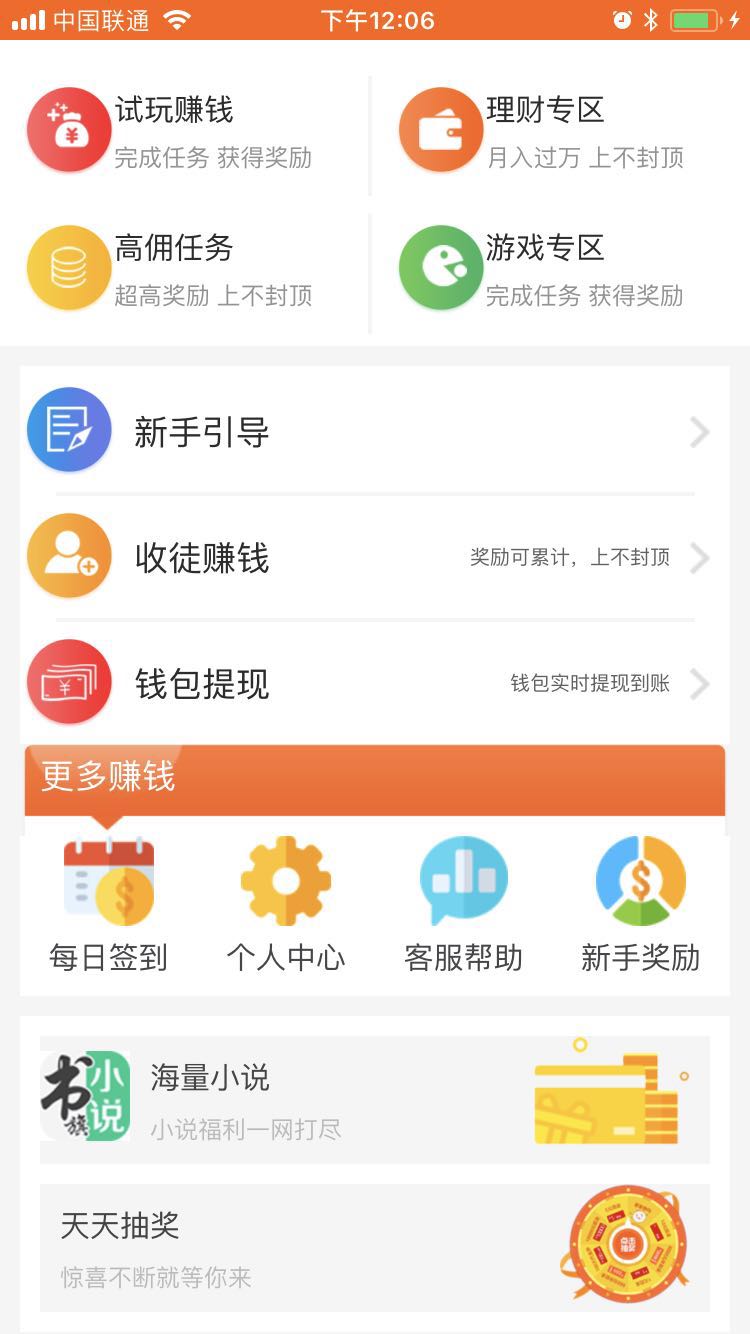 中国联通
下午12:06
试玩赚钱
完成任务 获得奖励
理财专区
月入过万 上不封顶
高佣任务
超高奖励 上不封顶
游戏专区
完成任务 获得奖励
新手引导
收徒赚钱
奖励可累计，上不封顶
钱包提现
钱包实时提现到账
更多赚钱
每日签到
个人中心
客服帮助
新手奖励
书旗
小说
海量小说
小说福利一网打尽
天天抽奖
惊喜不断就等你来
点击
抽奖